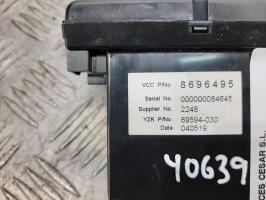 VCC P/No. 8696495
Serial No 000000084645
Supplier No. 2248
YZK P/No. 69594-030
Date 040519
40639
CES CESAR S.L.